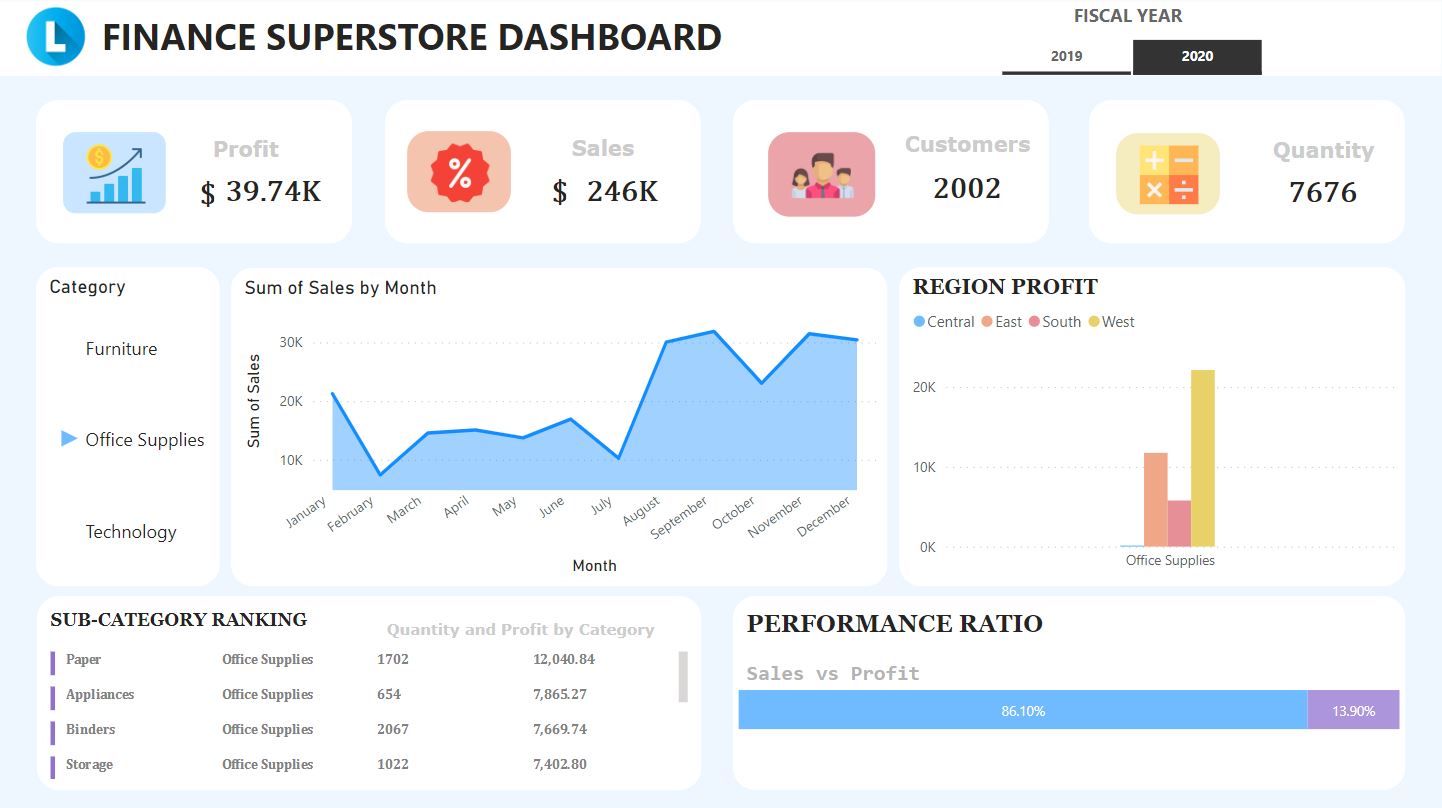 L FINANCE SUPERSTORE DASHBOARD
FISCAL YEAR
2019 2020
Profit
$ 39.74K
Sales
$ 246K
Customers
2002
Quantity
7676
Category
Furniture
Office Supplies
Technology
Sum of Sales by Month
Sum of Sales
30K
20K
10K
January February March April May June July August September October November December
Month
REGION PROFIT
Central East South West
20K
10K
0K
Office Supplies
SUB-CATEGORY RANKING
Quantity and Profit by Category
Paper Office Supplies 1702 12,040.84
Appliances Office Supplies 654 7,865.27
Binders Office Supplies 2067 7,669.74
Storage Office Supplies 1022 7,402.80
PERFORMANCE RATIO
Sales vs Profit
86.10% 13.90%